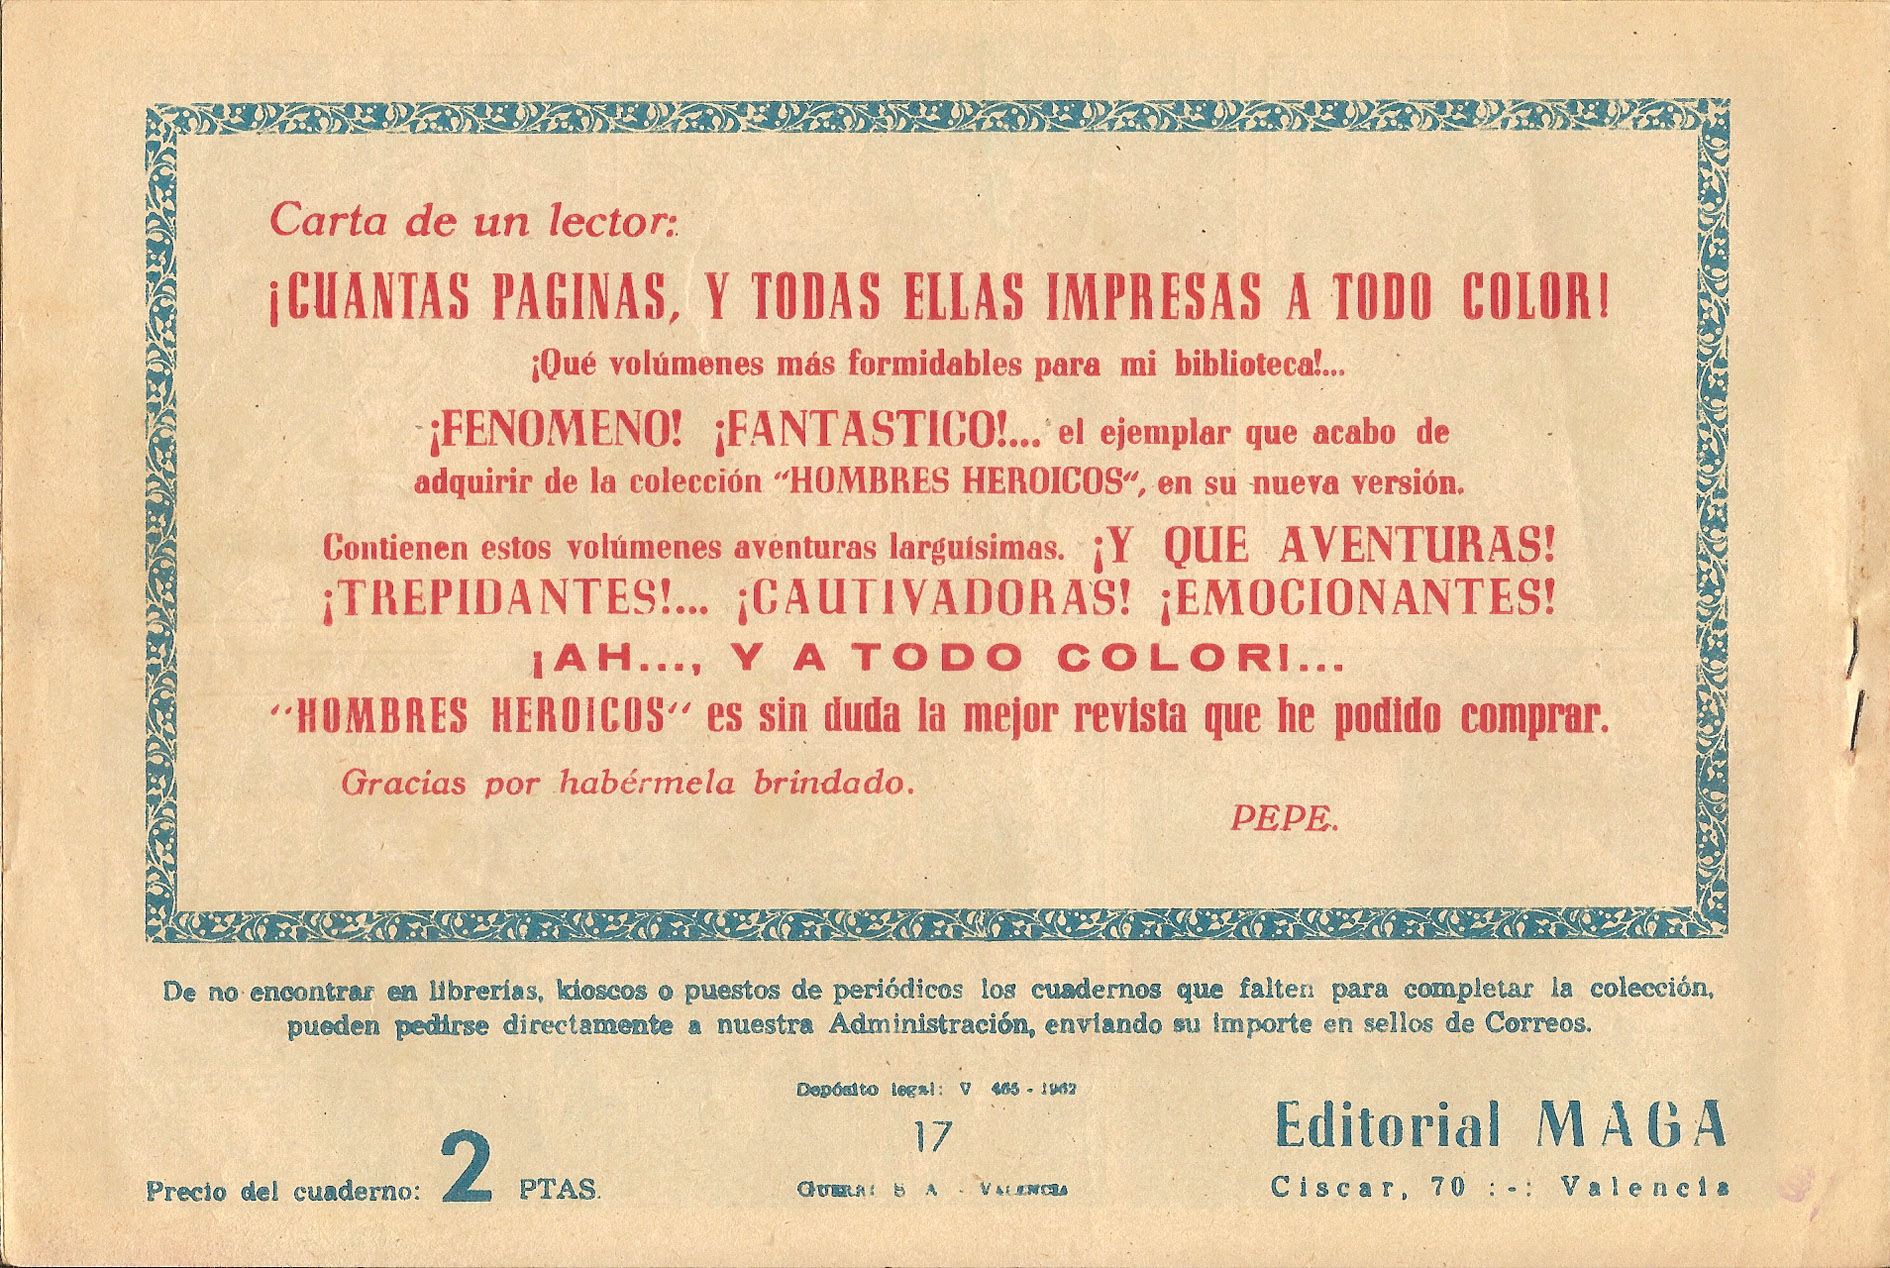 Carta de un lector:
¡CUANTAS PAGINAS, Y TODAS ELLAS IMPRESAS A TODO COLOR!
¡Qué volúmenes más formidables para mi biblioteca!...
¡FENOMENO! ¡FANTASTICO!... el ejemplar que acabo de
adquirir de la colección "HOMBRES HEROICOS", en su nueva versión.
Contienen estos volúmenes aventuras larguísimas. ¡Y QUE AVENTURAS!
¡TREPIDANTES!... ¡CAUTIVADORAS! ¡EMOCIONANTES!
¡AH..., Y A TODO COLOR!...
"HOMBRES HEROICOS" es sin duda la mejor revista que he podido comprar.
Gracias por habérmela brindado.
PEPE.
De no encontrar en librerías, kioscos o puestos de periódicos los cuadernos que falten para completar la colección,
pueden pedirse directamente a nuestra Administración, enviando su importe en sellos de Correos.
Depósito legal: V 465 - 1962
17
Precio del cuaderno: 2 PTAS.
S A - VALENCIA
Editorial MAGA
Ciscar, 70 :-: Valencia